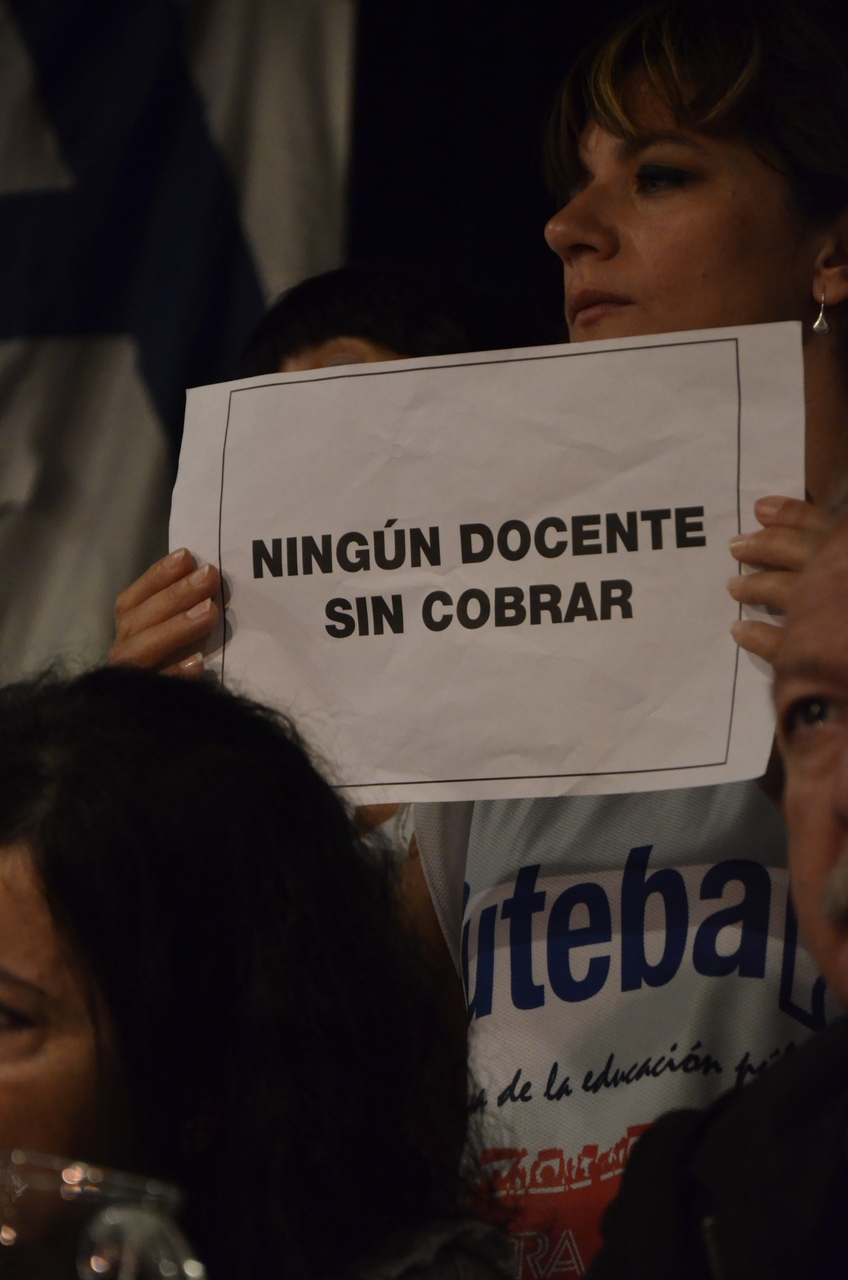 NINGÚN DOCENTE
SIN COBRAR
uteba
de la educación